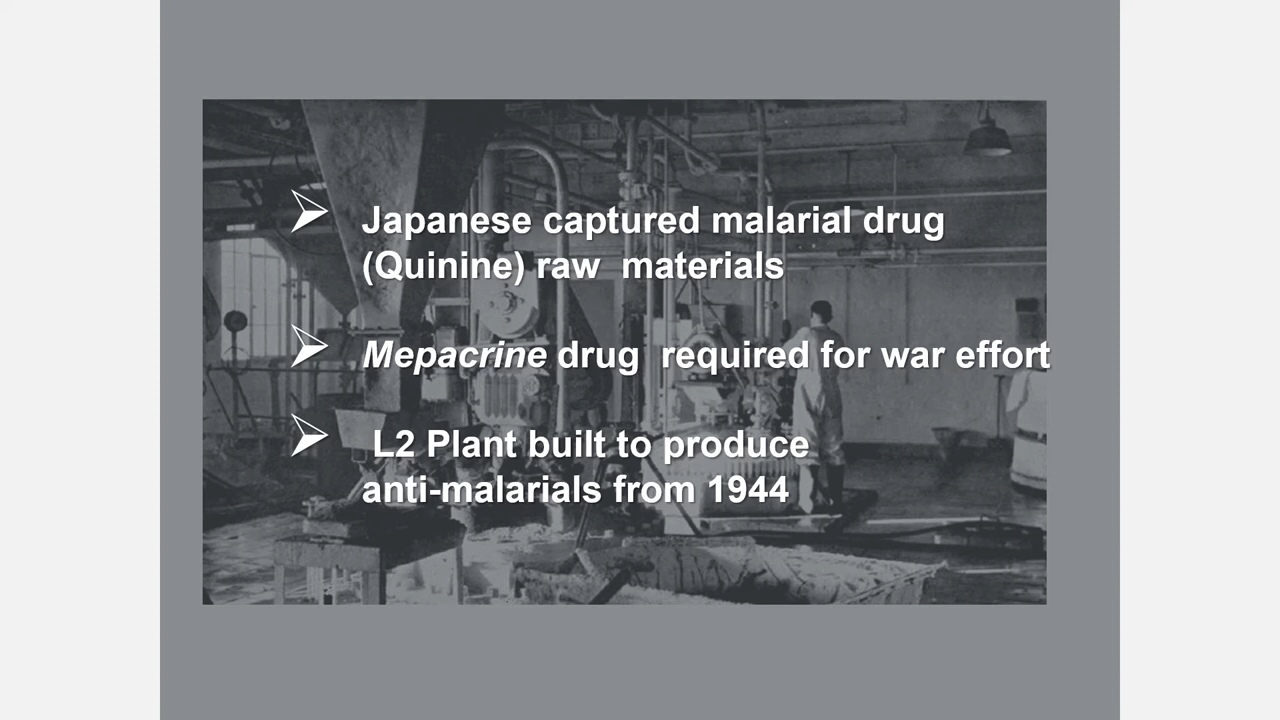 Japanese captured malarial drug
(Quinine) raw  materials
Mepacrine drug  required for war effort
L2 Plant built to produce
anti-malarials from 1944